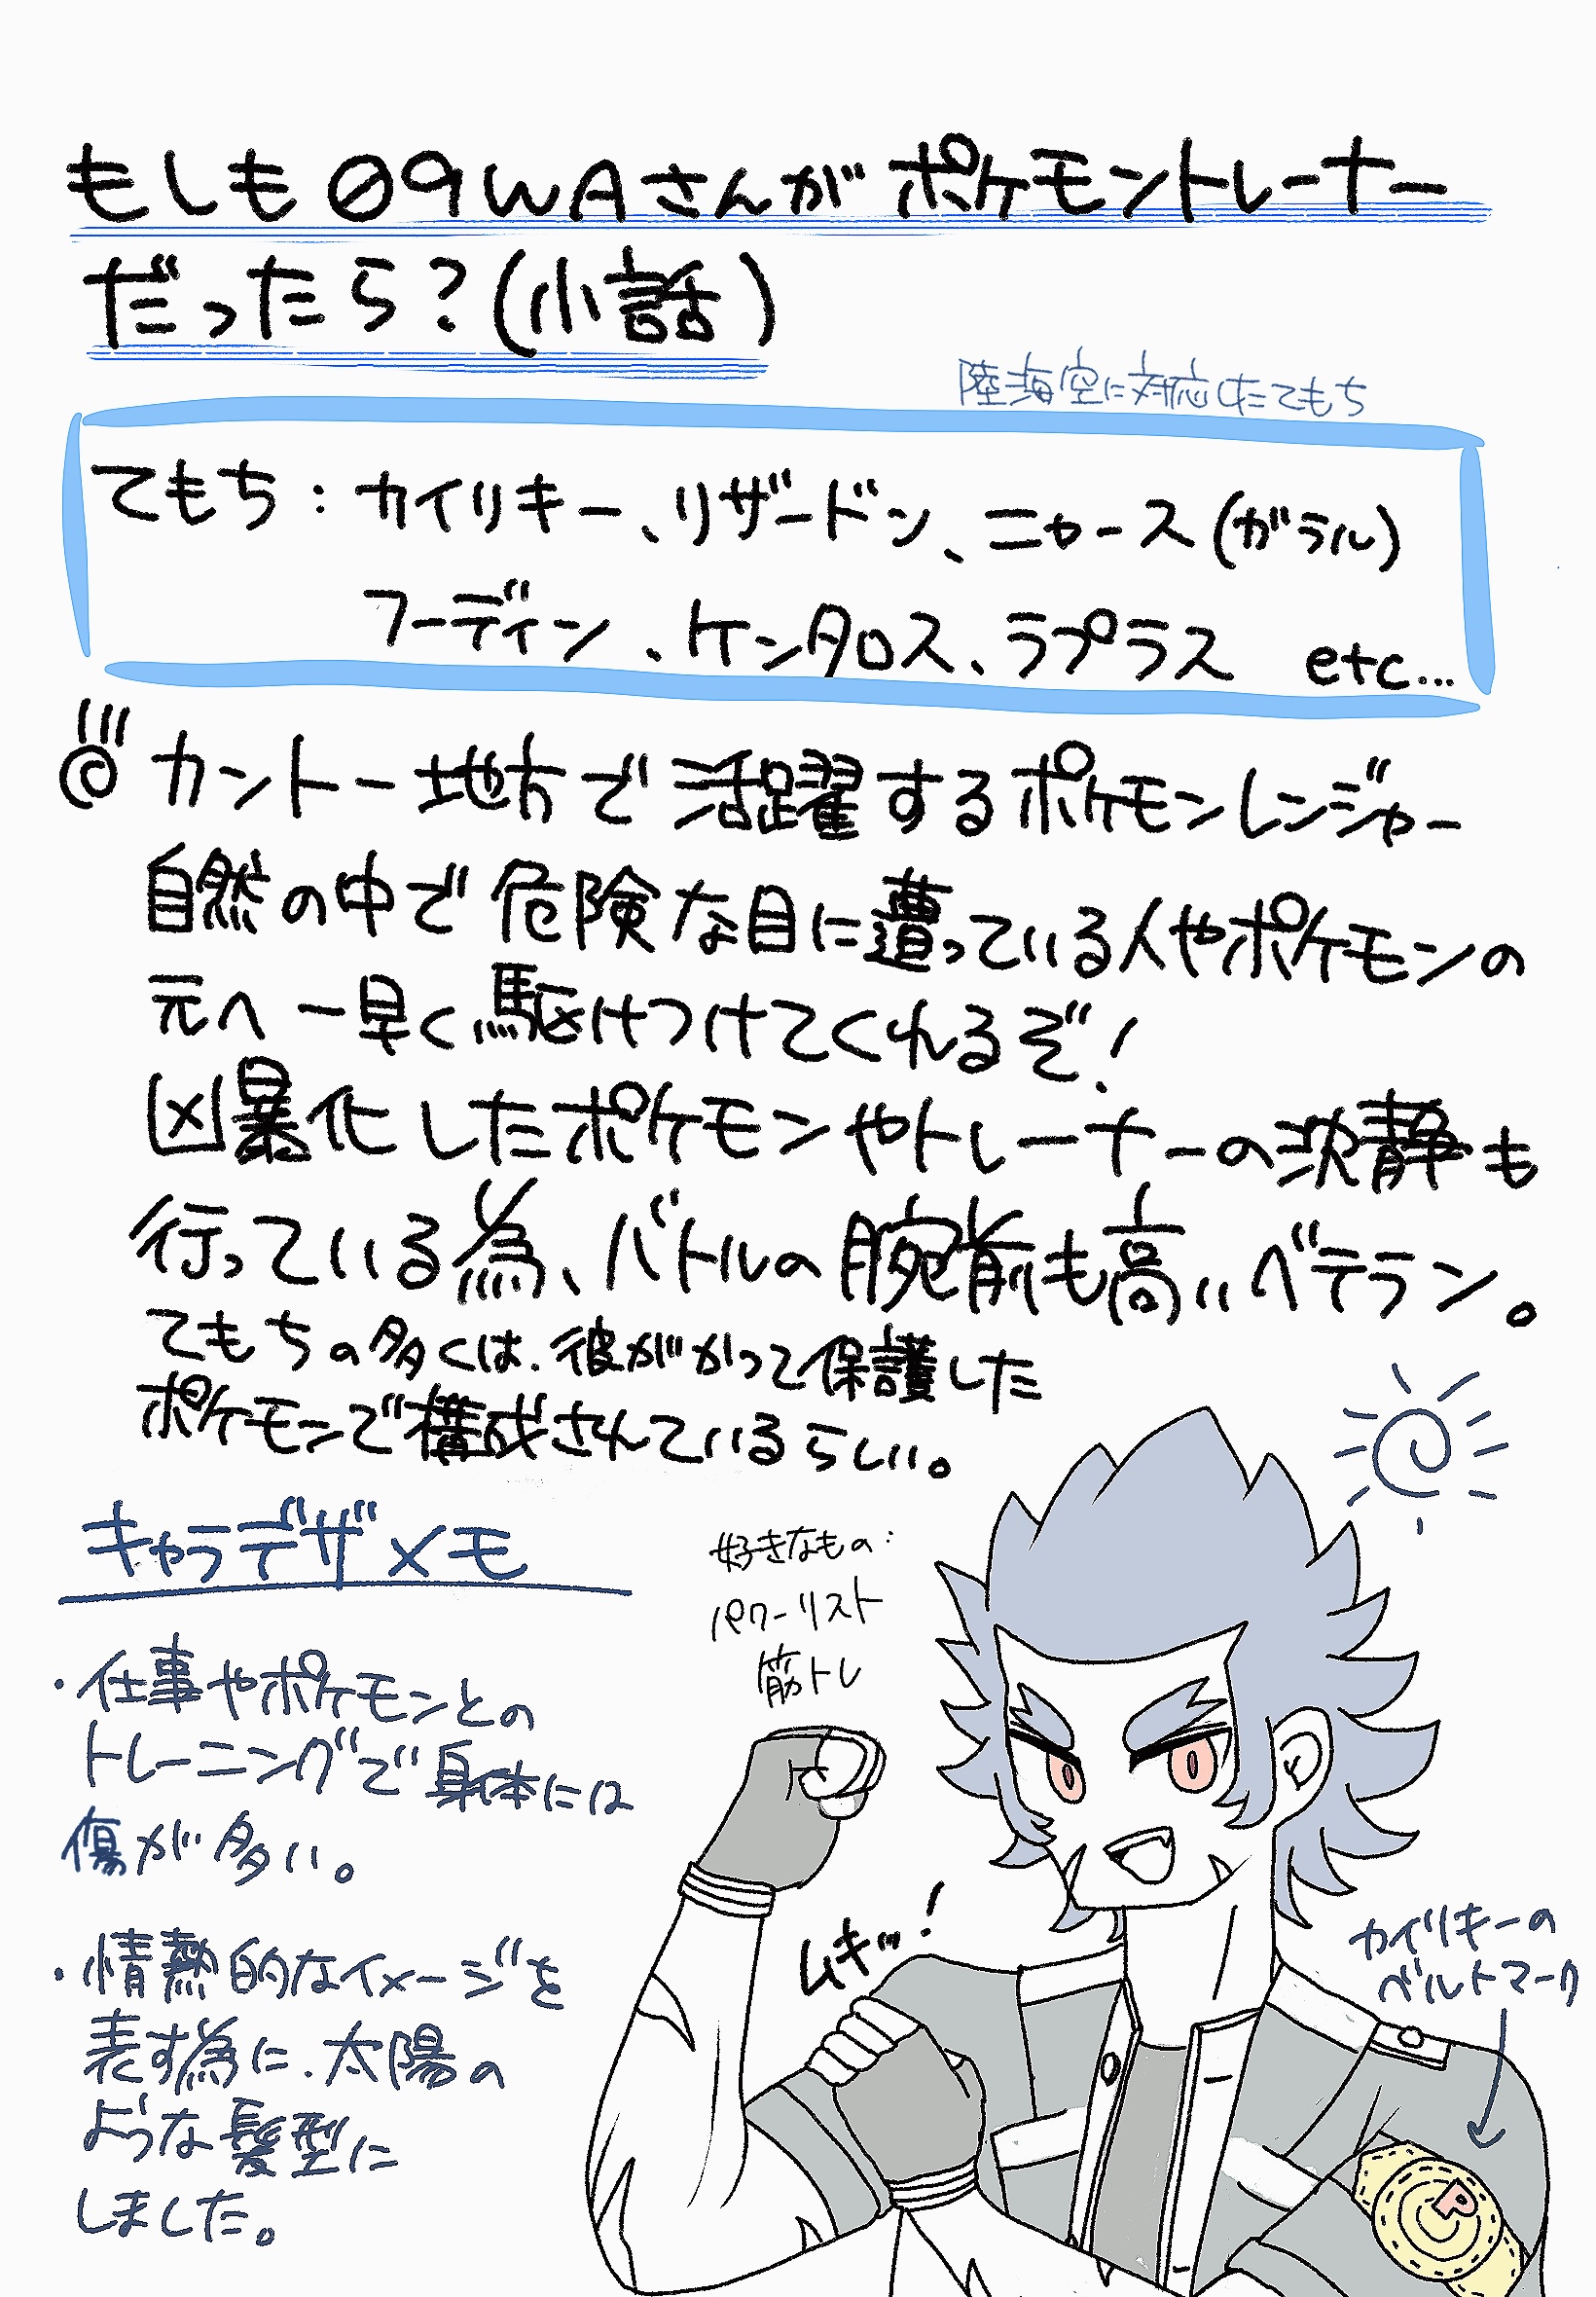 もしも09WAさんがポケモントレーナー
だったら?(小話)
陸海空に対応したてもち
てもち:カイリキー、リザードン、ニャース(ガラル)
フーディン、ケンタロス、ラプラス etc...
カントー地方で活躍するポケモンレンジャー
自然の中で危険な目に遭っている人やポケモンの
元へ一早く駆けつけてくれるぞ!
凶暴化したポケモンやトレーナーの沈静も
行っている為、バトルの腕前も高いベテラン。
てもちの多くは、彼ががかつて保護した
ポケモンで構成されているらしい。
キャラデザメモ
・仕事やポケモンとの
トレーニングで身体には
傷が多い。
・情熱的なイメージを
表す為に、太陽の
ような髪型に
しました。
好きなもの:
パワーリスト
筋トレ
ムキッ!
カイリキーの
ベルトマーク
P